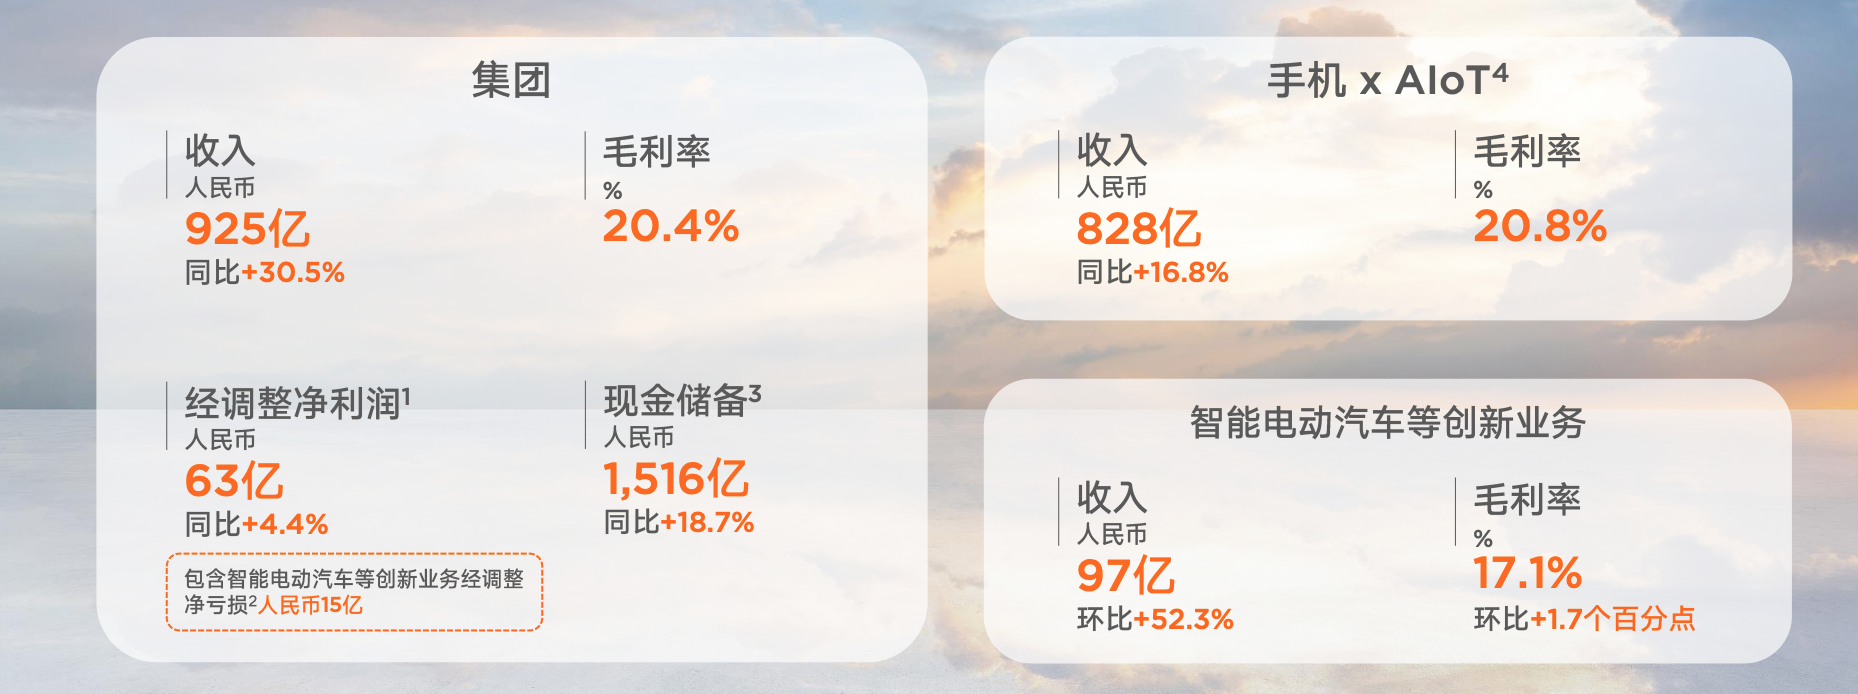 集团
收入
人民币
925亿
同比+30.5%
毛利率
%
20.4%
经调整净利润1
人民币
63亿
同比+4.4%
包含智能电动汽车等创新业务经调整
净亏损2人民币15亿
现金储备3
人民币
1,516亿
同比+18.7%
手机 x AIoT4
收入
人民币
828亿
同比+16.8%
毛利率
%
20.8%
智能电动汽车等创新业务
收入
人民币
97亿
环比+52.3%
毛利率
%
17.1%
环比+1.7个百分点